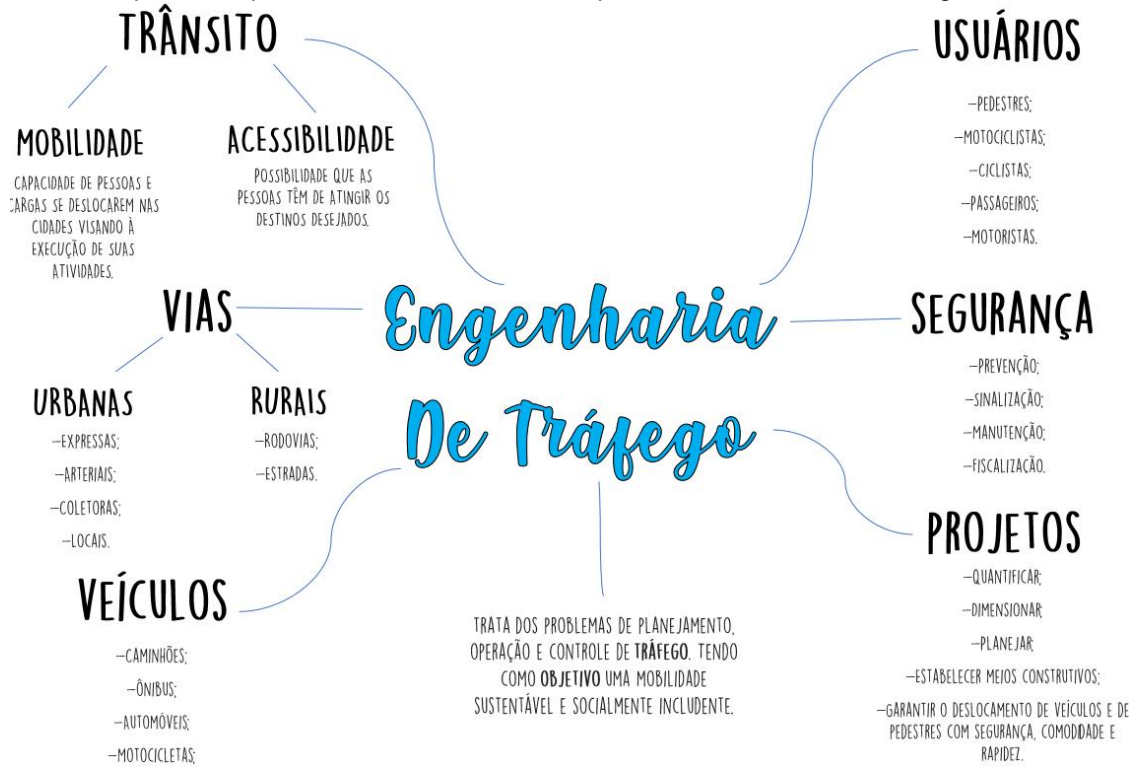 TRÂNSITO
MOBILIDADE
CAPACIDADE DE PESSOAS E
CARGAS SE DESLOCAREM NAS
CIDADES VISANDO À
EXECUÇÃO DE SUAS
ATIVIDADES.
ACESSIBILIDADE
POSSIBILIDADE QUE AS
PESSOAS TÊM DE ATINGIR OS
DESTINOS DESEJADOS.
USUÁRIOS
–PEDESTRES;
–MOTOCICLISTAS;
–CICLISTAS;
–PASSAGEIROS;
–MOTORISTAS.
VIAS
Engenharia
De Tráfego
SEGURANÇA
–PREVENÇÃO;
–SINALIZAÇÃO;
–MANUTENÇÃO;
–FISCALIZAÇÃO.
URBANAS
–EXPRESSAS;
–ARTERIAIS;
–COLETORAS;
–LOCAIS.
RURAIS
–RODOVIAS;
–ESTRADAS.
PROJETOS
–QUANTIFICAR;
–DIMENSIONAR;
–PLANEJAR;
–ESTABELECER MEIOS CONSTRUTIVOS;
–GARANTIR O DESLOCAMENTO DE VEÍCULOS E DE
PEDESTRES COM SEGURANÇA, COMODIDADE E
RAPIDEZ.
VEÍCULOS
–CAMINHÕES;
–ÔNIBUS;
–AUTOMÓVEIS;
–MOTOCICLETAS;
TRATA DOS PROBLEMAS DE PLANEJAMENTO,
OPERAÇÃO E CONTROLE DE TRÁFEGO. TENDO
COMO OBJETIVO UMA MOBILIDADE
SUSTENTÁVEL E SOCIALMENTE INCLUDENTE.